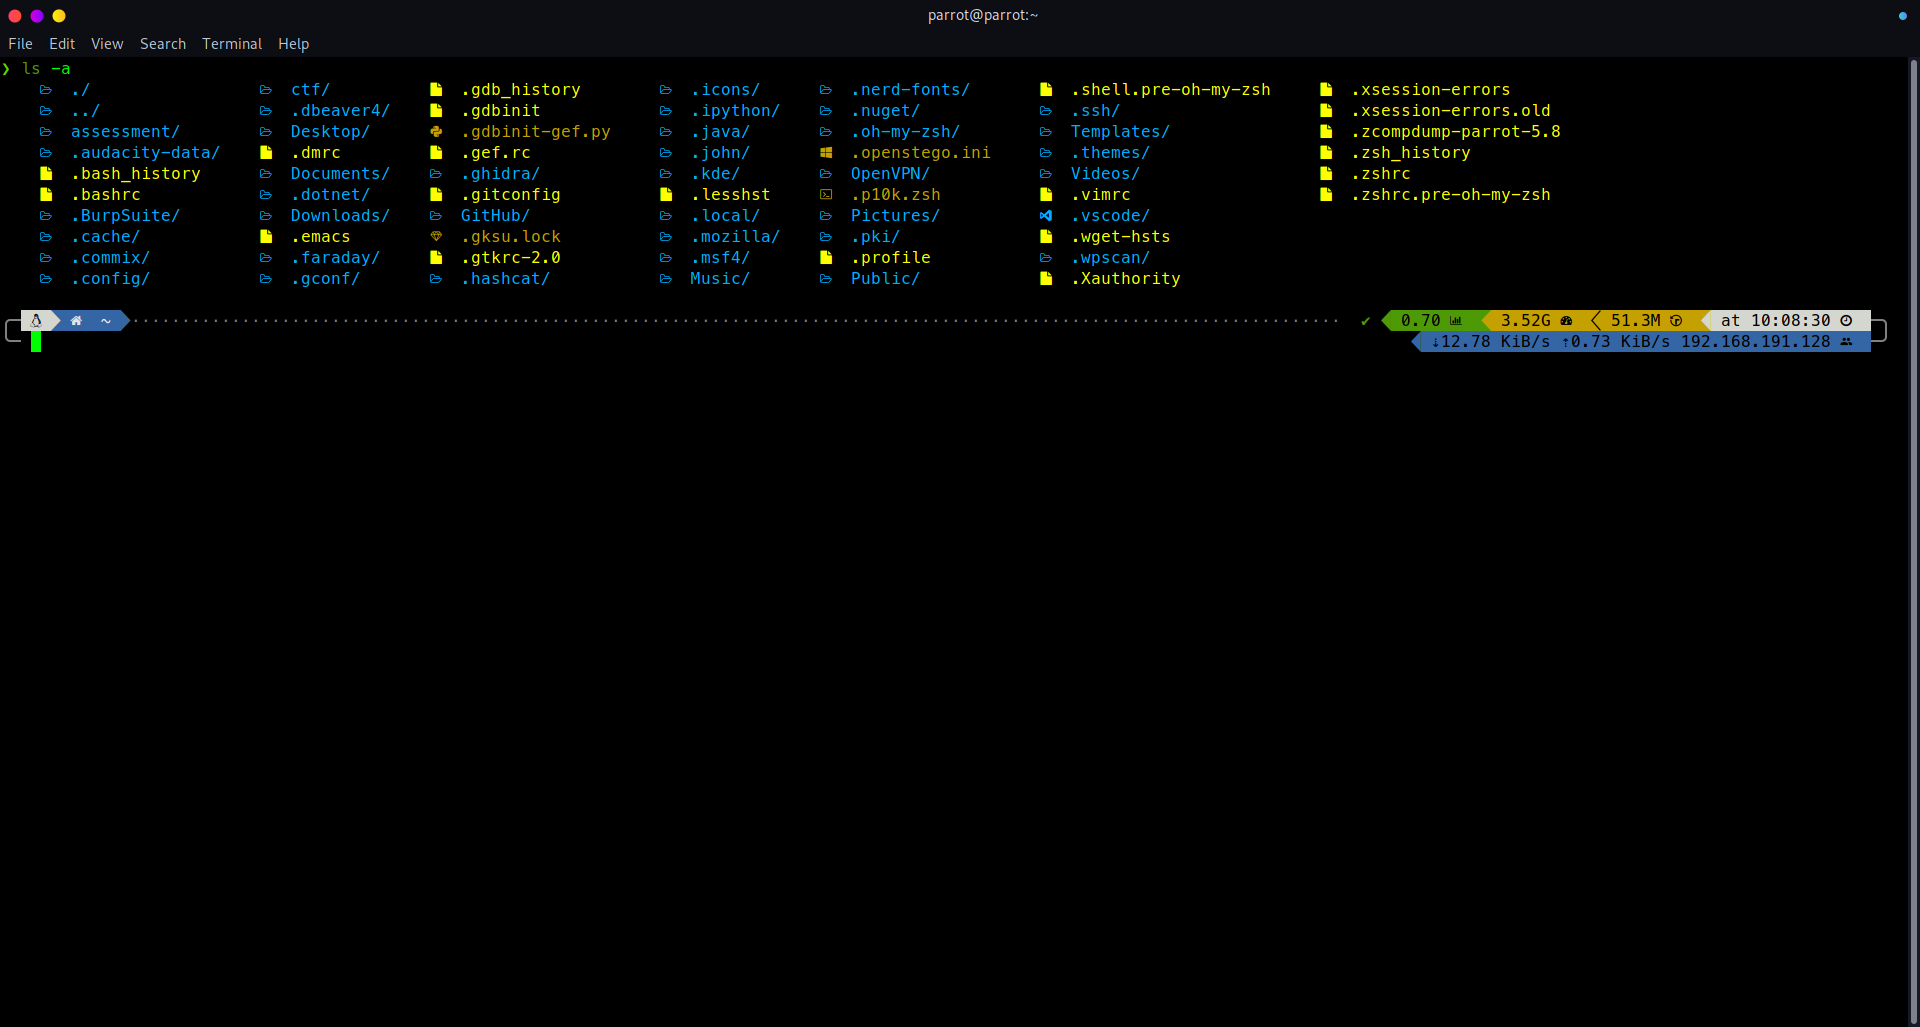 parrot@parrot:~
File Edit View Search Terminal Help
❯ ls -a
./ ctf/ .gdb_history .icons/ .nerd-fonts/ .shell.pre-oh-my-zsh .xsession-errors
../ .dbeaver4/ .gdbinit .ipython/ .nuget/ .ssh/ .xsession-errors.old
assessment/ Desktop/ .gdbinit-gef.py .java/ .oh-my-zsh/ Templates/ .zcompdump-parrot-5.8
.audacity-data/ .dmrc .gef.rc .john/ .openstego.ini .themes/ .zsh_history
.bash_history Documents/ .ghidra/ .kde/ OpenVPN/ Videos/ .zshrc
.bashrc .dotnet/ .gitconfig .lesshst .p10k.zsh .vimrc .zshrc.pre-oh-my-zsh
.BurpSuite/ Downloads/ GitHub/ .local/ Pictures/ .vscode/
.cache/ .emacs .gksu.lock .mozilla/ .pki/ .wget-hsts
.commix/ .faraday/ .gtkrc-2.0 .msf4/ .profile .wpscan/
.config/ .gconf/ .hashcat/ Music/ Public/ .Xauthority
~ ✔ 0.70 3.52G 51.3M at 10:08:30
↓12.78 KiB/s ↑0.73 KiB/s 192.168.191.128